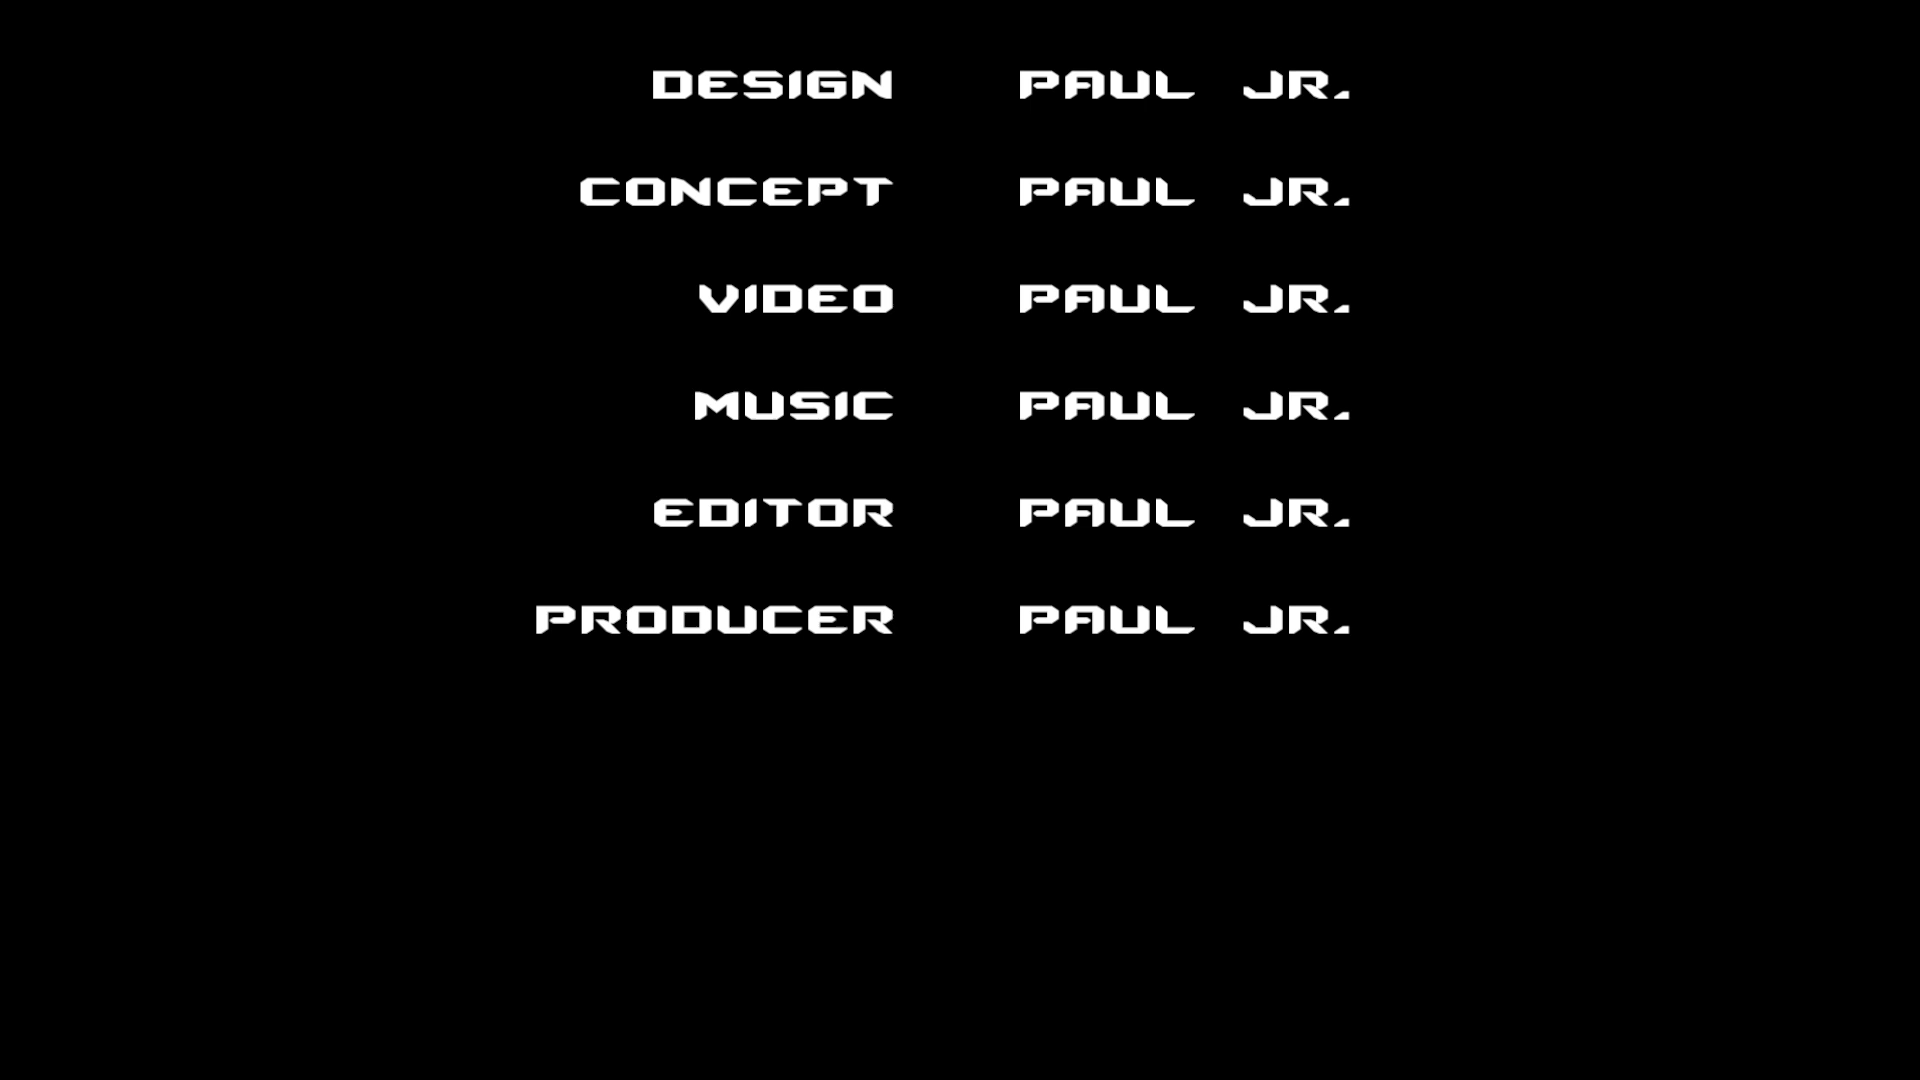 DESIGN PAUL JR.
CONCEPT PAUL JR.
VIDEO PAUL JR.
MUSIC PAUL JR.
EDITOR PAUL JR.
PRODUCER PAUL JR.